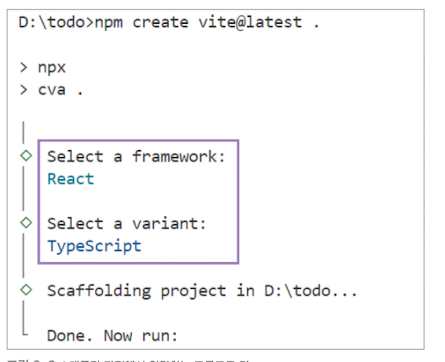 D:\todo>npm create vite@latest .
> npx
> cva .
Select a framework:
React
Select a variant:
TypeScript
Scaffolding project in D:\todo...
Done. Now run: